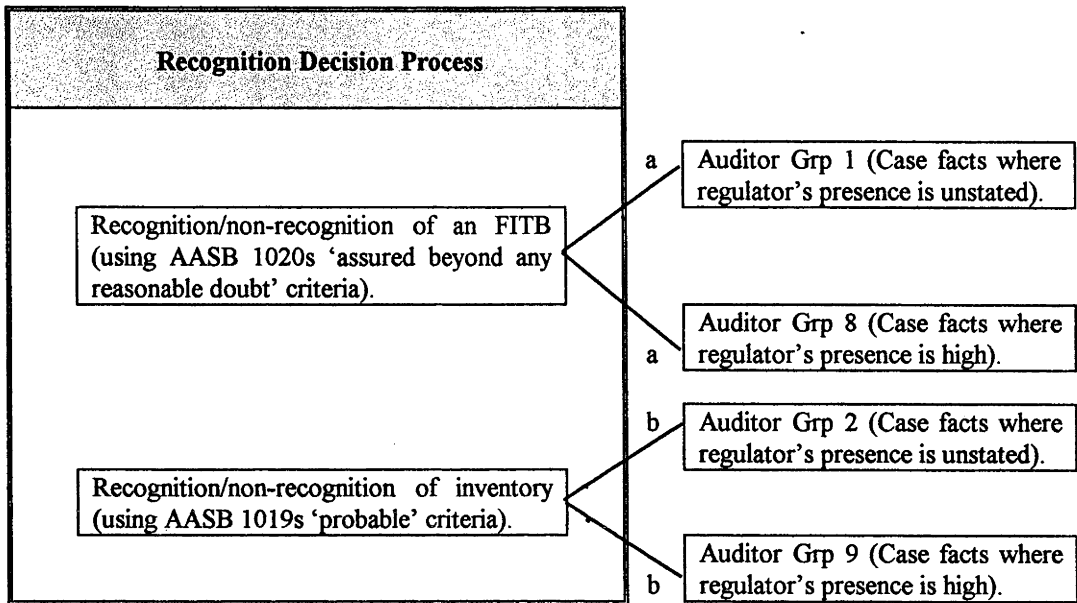 Recognition Decision Process
a
Auditor Grp 1 (Case facts where
regulator's presence is unstated).
Recognition/non-recognition of an FITB
(using AASB 1020s 'assured beyond any
reasonable doubt' criteria).
Auditor Grp 8 (Case facts where
regulator's presence is high).
a
b
Auditor Grp 2 (Case facts where
regulator's presence is unstated).
Recognition/non-recognition of inventory
(using AASB 1019s 'probable' criteria).
Auditor Grp 9 (Case facts where
regulator's presence is high).
b